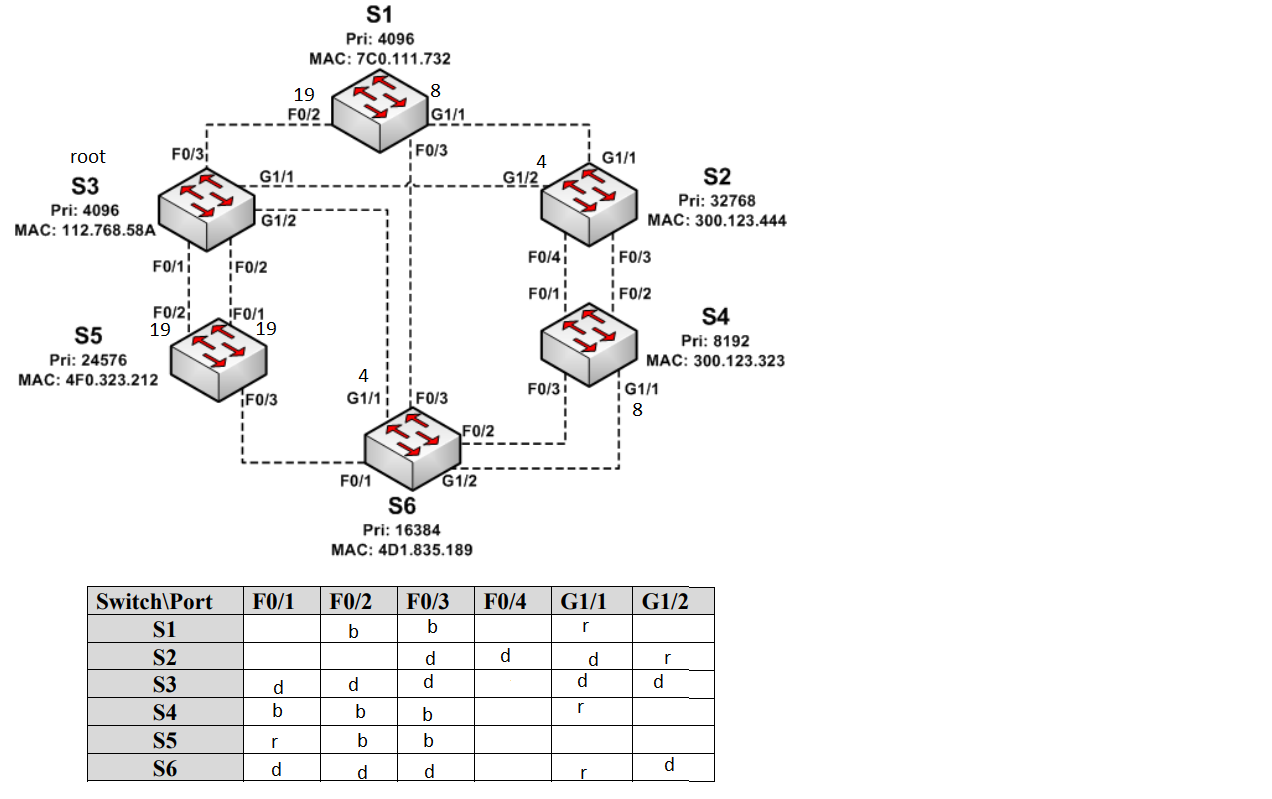 S1
Pri: 4096
MAC: 7C0.111.732
19
8
F0/2
G1/1
F0/3
root
F0/3
S3
Pri: 4096
MAC: 112.768.58A
G1/1
G1/2
4
G1/2
G1/1
S2
Pri: 32768
MAC: 300.123.444
F0/1
F0/2
F0/4
F0/3
F0/2
F0/1
19
19
S5
Pri: 24576
MAC: 4F0.323.212
F0/3
F0/1
F0/2
S4
Pri: 8192
MAC: 300.123.323
F0/3
G1/1
8
4
G1/1
F0/3
F0/2
F0/1
G1/2
S6
Pri: 16384
MAC: 4D1.835.189
Switch\Port F0/1 F0/2 F0/3 F0/4 G1/1 G1/2
S1 b b r
S2 d d d r
S3 d d d d d
S4 b b b r
S5 r b b
S6 d d d r d